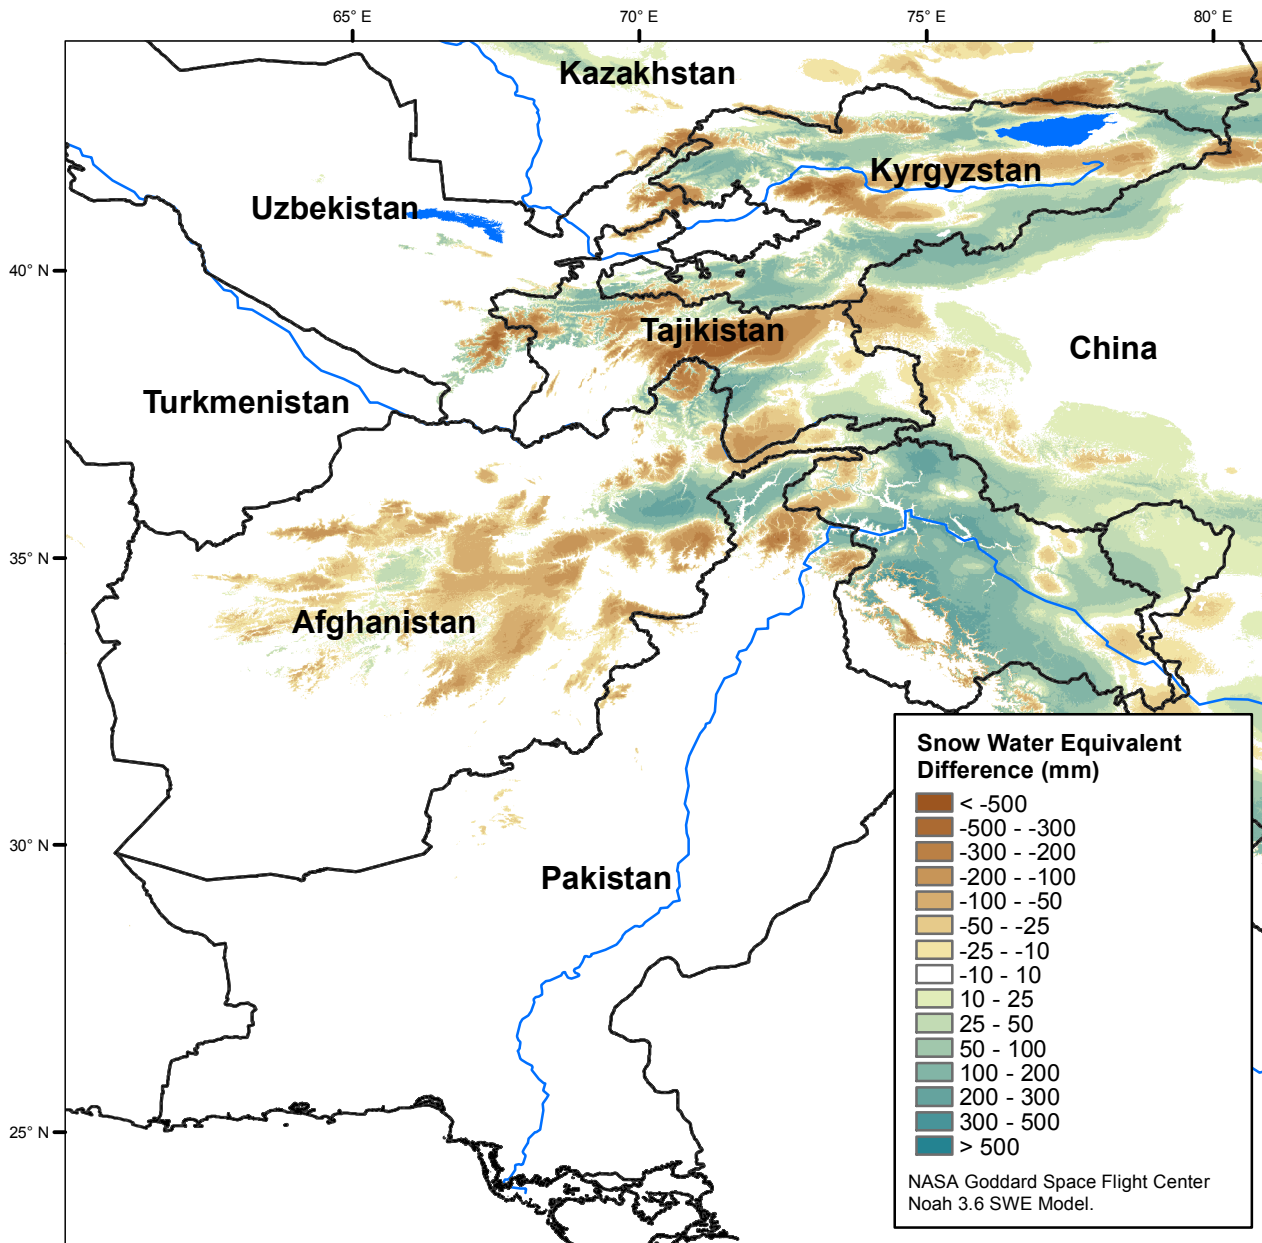 65° E
70° E
75° E
80° E
Kazakhstan
Kyrgyzstan
Uzbekistan
40° N
Tajikistan
China
Turkmenistan
35° N
Afghanistan
30° N
Pakistan
25° N
Snow Water Equivalent
Difference (mm)
< -500
-500 - -300
-300 - -200
-200 - -100
-100 - -50
-50 - -25
-25 - -10
-10 - 10
10 - 25
25 - 50
50 - 100
100 - 200
200 - 300
300 - 500
> 500
NASA Goddard Space Flight Center
Noah 3.6 SWE Model.